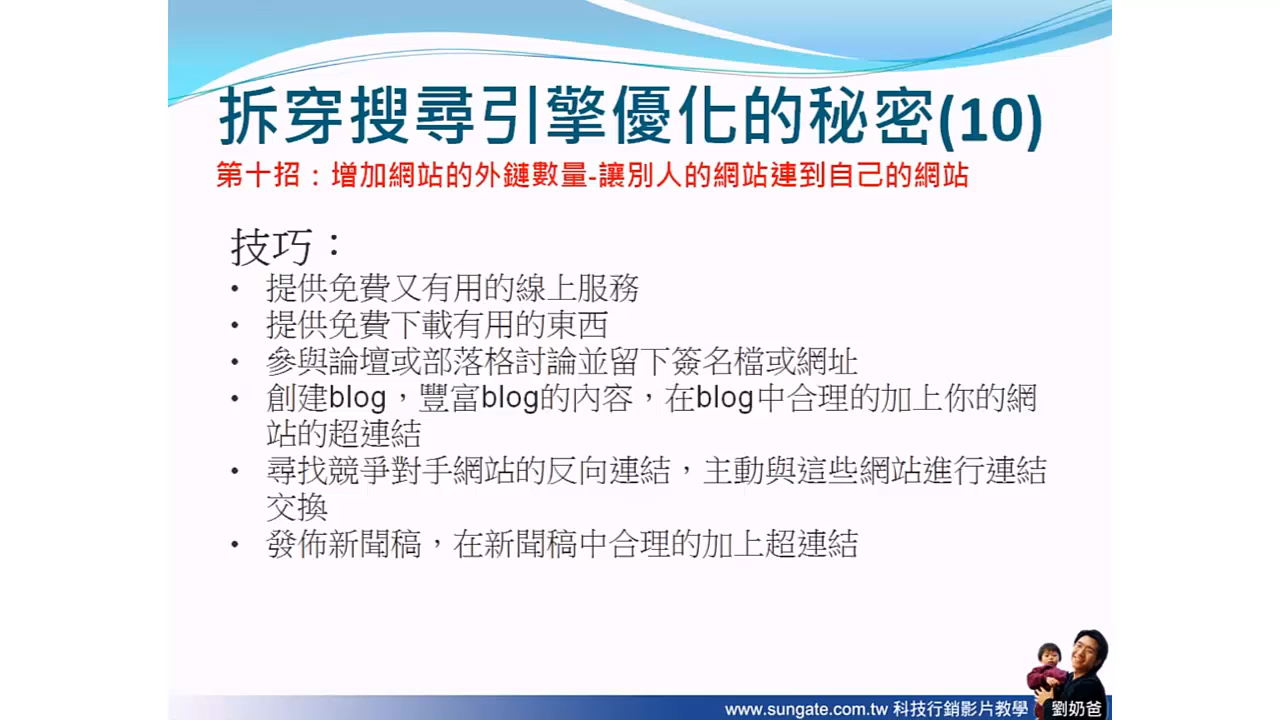 拆穿搜尋引擎優化的秘密(10)
第十招：增加網站的外鏈數量-讓別人的網站連到自己的網站
技巧：
• 提供免費又有用的線上服務
• 提供免費下載有用的東西
• 參與論壇或部落格討論並留下簽名檔或網址
• 創建blog，豐富blog的內容，在blog中合理的加上你的網
站的超連結
• 尋找競爭對手網站的反向連結，主動與這些網站進行連結
交換
• 發佈新聞稿，在新聞稿中合理的加上超連結
www.sungate.com.tw 科技行銷影片教學
劉奶爸